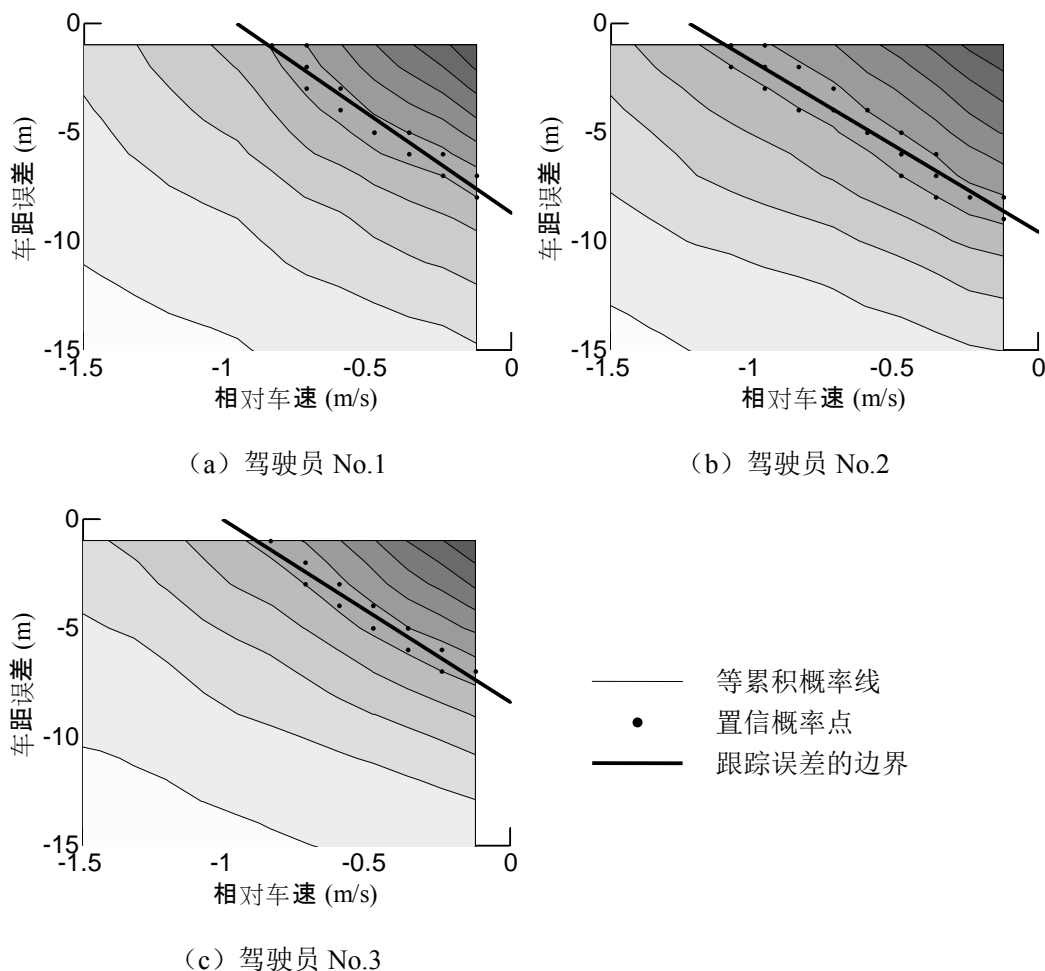 0
-5
-10
-15
-1.5
-1
-0.5
0
车距误差 (m)
相对车速 (m/s)
（a）驾驶员 No.1
0
-5
-10
-15
-1.5
-1
-0.5
0
车距误差 (m)
相对车速 (m/s)
（b）驾驶员 No.2
0
-5
-10
-15
-1.5
-1
-0.5
0
车距误差 (m)
相对车速 (m/s)
（c）驾驶员 No.3
等累积概率线
置信概率点
跟踪误差的边界